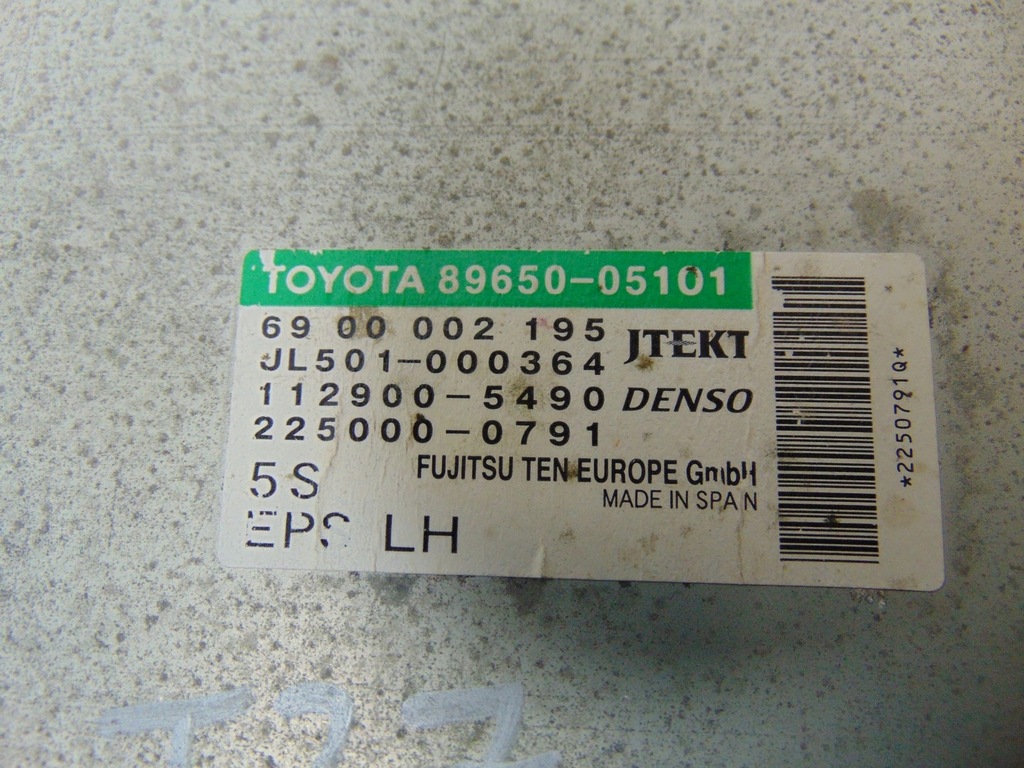 TOYOTA 89650-05101
69 00 002 195
JTEKT
JL501-000364
112900-5490 DENSO
225000-0791
5S
FUJITSU TEN EUROPE GmbH
MADE IN SPAIN
EPS LH
*2250791Q*
T27